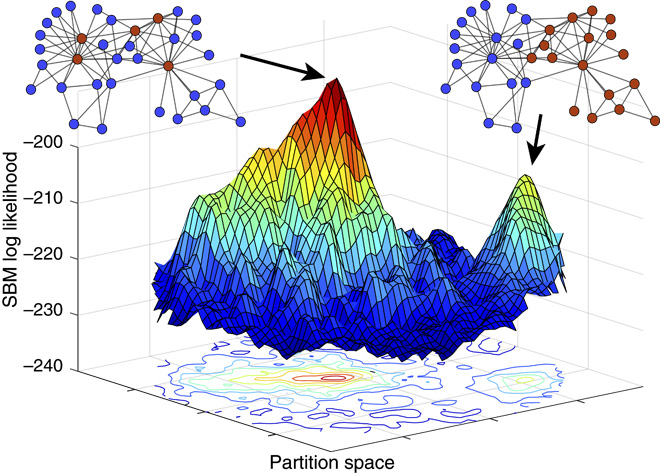 –200
–210
–220
–230
–240
SBM log likelihood
Partition space